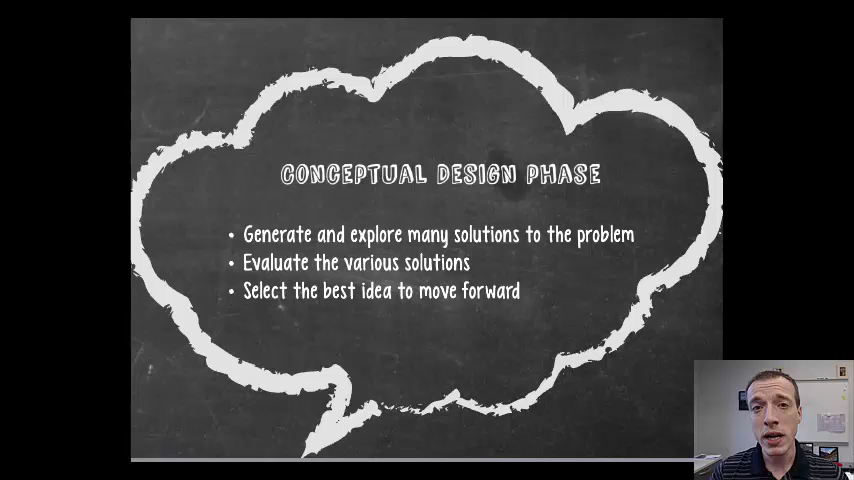 CONCEPTUAL DESIGN PHASE
• Generate and explore many solutions to the problem
• Evaluate the various solutions
• Select the best idea to move forward